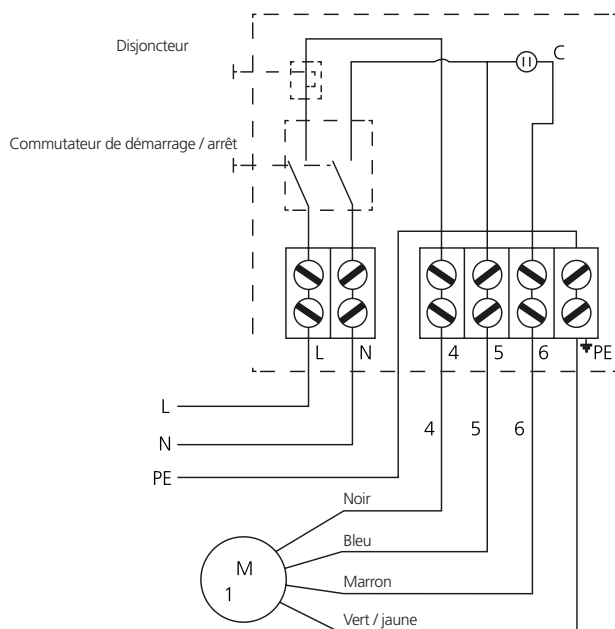 Disjoncteur
C
Commutateur de démarrage / arrêt
L N 4 5 6 PE
L
N
PE
4 5 6
Noir
Bleu
M
1
Marron
Vert / jaune